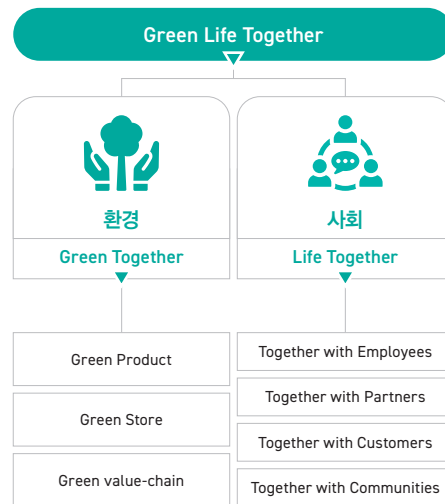 Green Life Together
환경
Green Together
Green Product
Green Store
Green value-chain
사회
Life Together
Together with Employees
Together with Partners
Together with Customers
Together with Communities